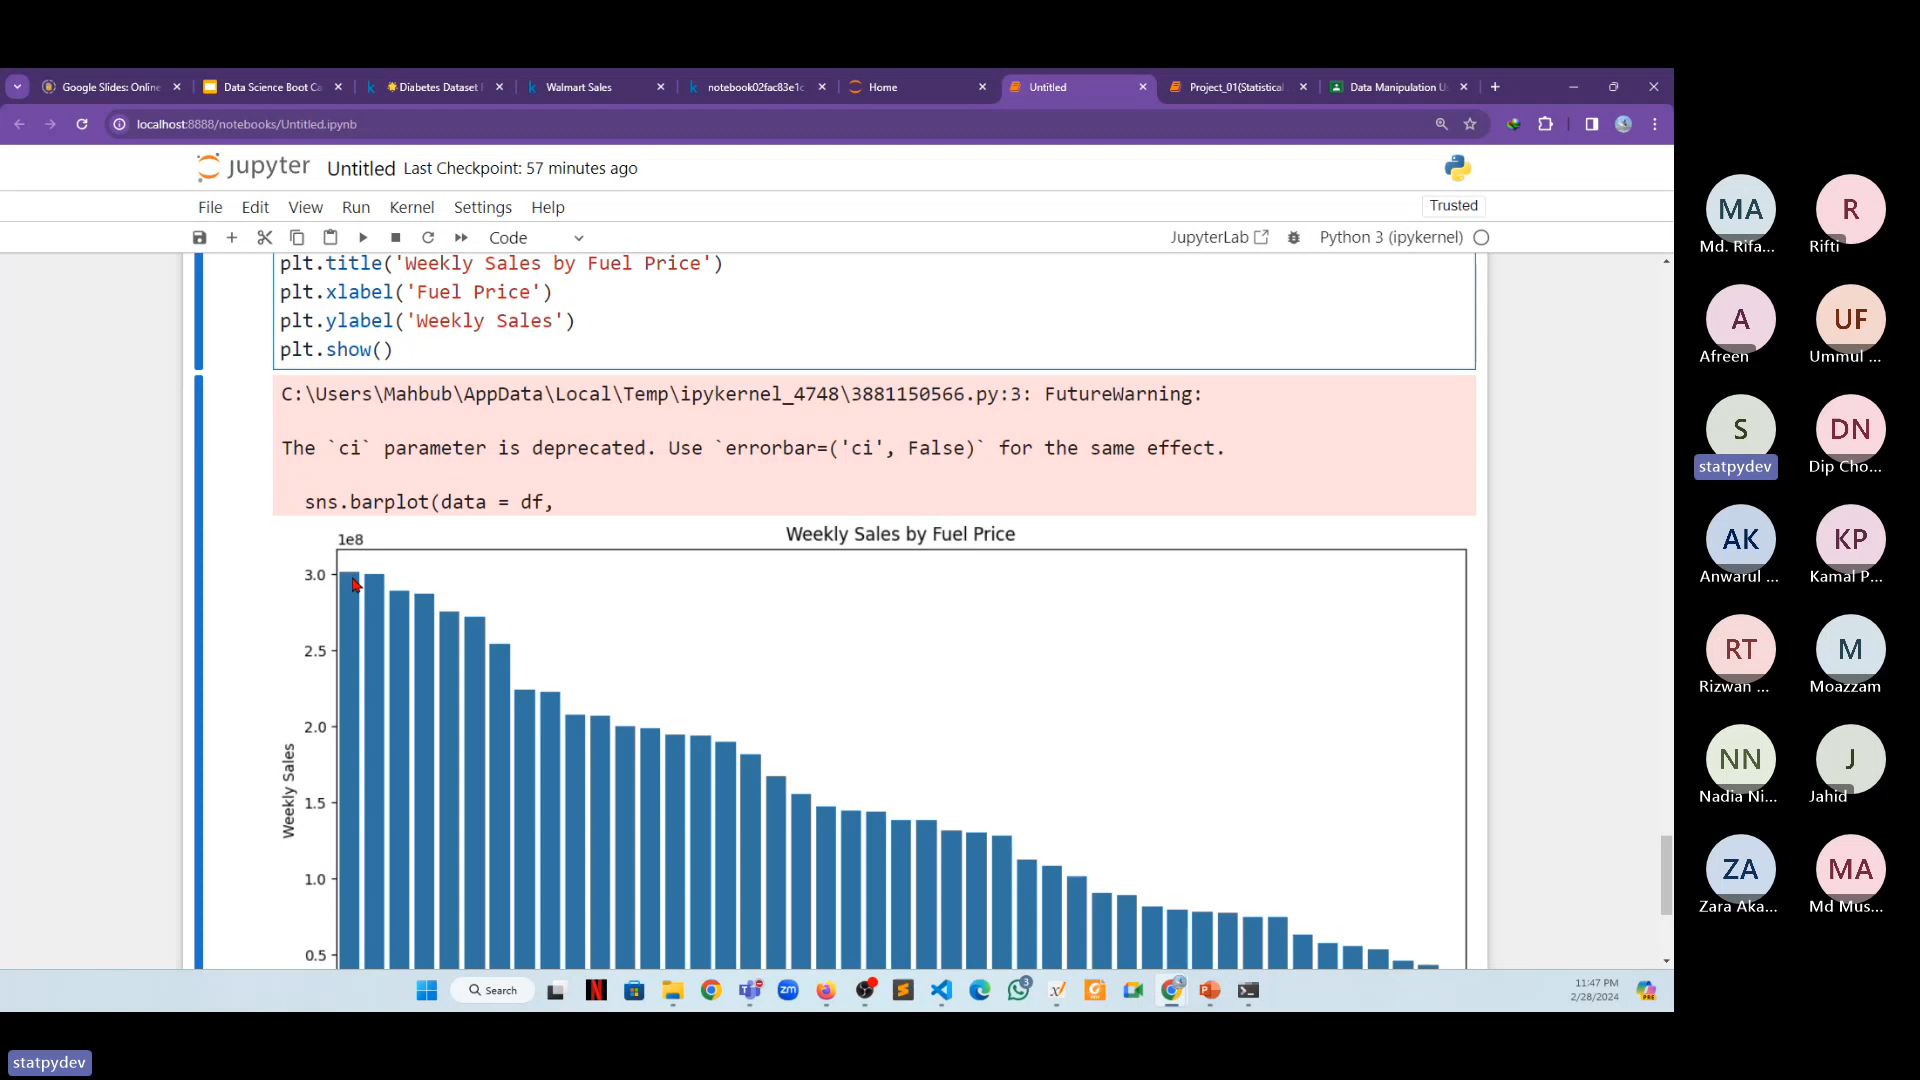 Google Slides: Online
Data Science Boot Ca
Diabetes Dataset
Walmart Sales
notebook02fac83e1c
Home
Untitled
Project_01(Statistical
Data Manipulation U
localhost:8888/notebooks/Untitled.ipynb
jupyter Untitled Last Checkpoint: 57 minutes ago
File Edit View Run Kernel Settings Help
Trusted
Code
JupyterLab
Python 3 (ipykernel)
plt.title('Weekly Sales by Fuel Price')
plt.xlabel('Fuel Price')
plt.ylabel('Weekly Sales')
plt.show()
C:\Users\Mahbub\AppData\Local\Temp\ipykernel_4748\3881150566.py:3: FutureWarning:
The `ci` parameter is deprecated. Use `errorbar=('ci', False)` for the same effect.
sns.barplot(data = df,
Weekly Sales by Fuel Price
1e8
3.0
2.5
2.0
1.5
1.0
0.5
Weekly Sales
Search
11:47 PM
2/28/2024
MA
Md. Rifa...
R
Rifti
A
Afreen
UF
Ummul ...
S
statpydev
DN
Dip Cho...
AK
Anwarul ...
KP
Kamal P...
RT
Rizwan ...
M
Moazzam
NN
Nadia Ni...
J
Jahid
ZA
Zara Aka...
MA
Md Mus...
statpydev